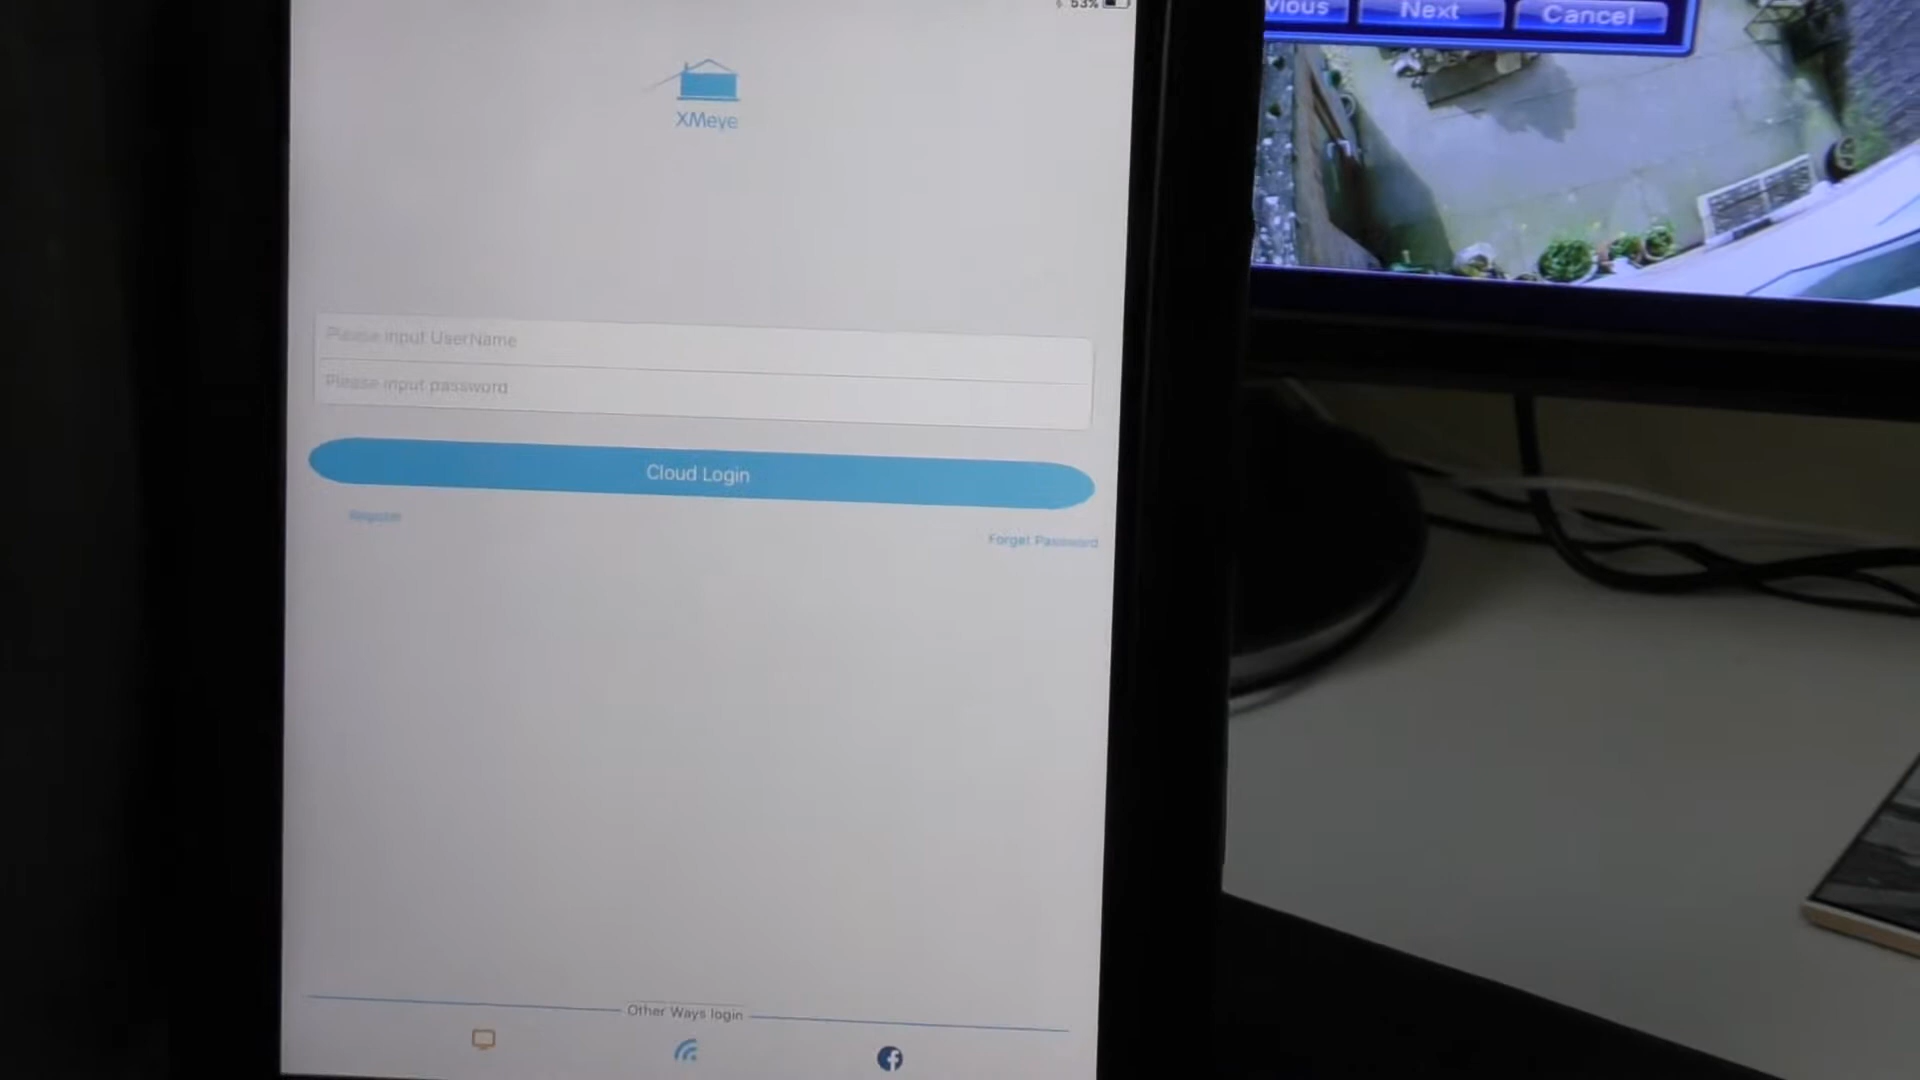 53%
XMeye
Please input UserName
Please input password
Cloud Login
Register
Forget Password
Other Ways login
vious
Next
Cancel